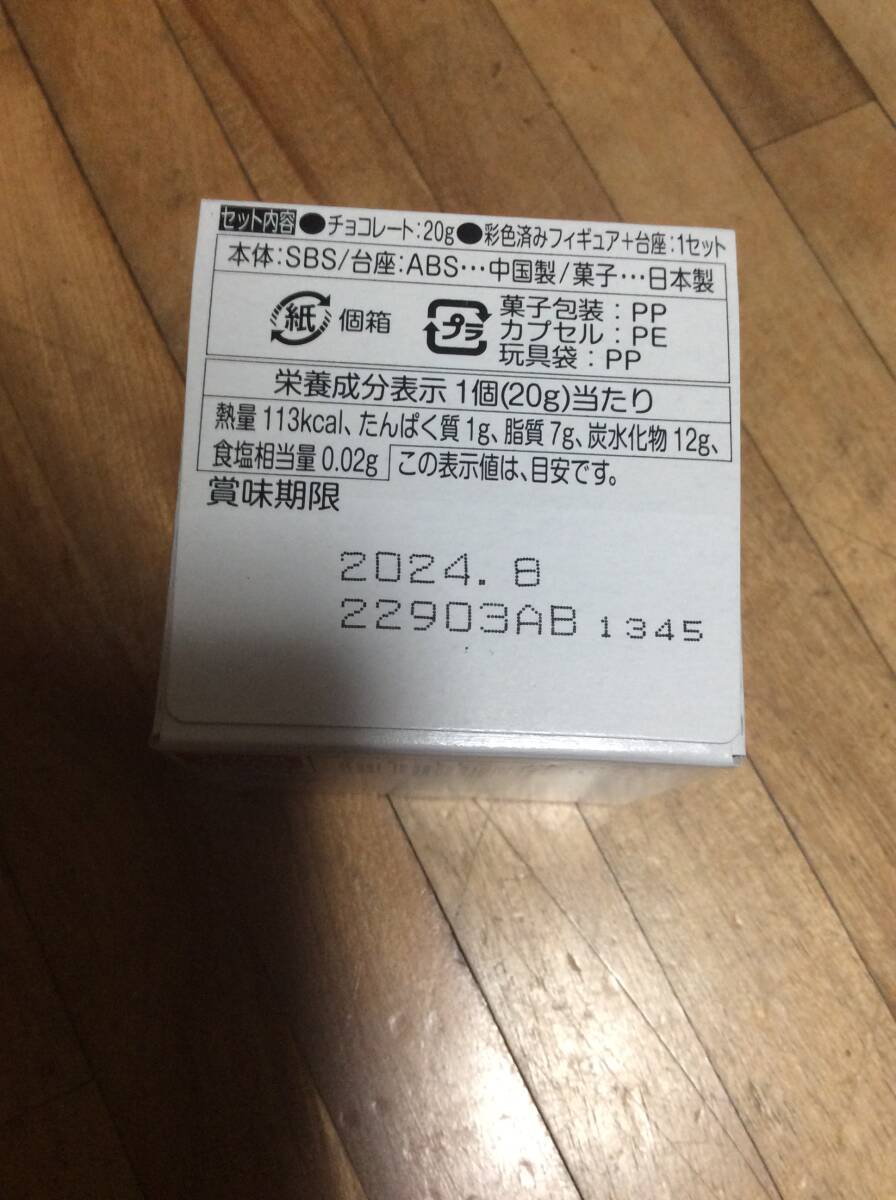 セット内容 ●チョコレート:20g●彩色済みフィギュア+台座:1セット
本体:SBS/台座:ABS…中国製/菓子…日本製
紙 個箱
プラ 菓子包装:PP
カプセル:PE
玩具袋:PP
栄養成分表示 1個(20g)当たり
熱量 113kcal、たんぱく質 1g、脂質 7g、炭水化物 12g、
食塩相当量 0.02g この表示値は、目安です。
賞味期限
2024. 8
22903AB 1345